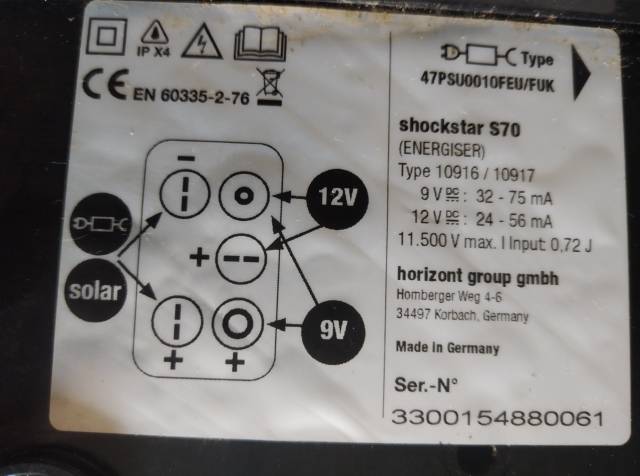 IP X4
CE EN 60335-2-76
−
12V
+
solar
9V
+ +
Type
47PSU0010FEU/FUK
shockstar S70
(ENERGISER)
Type 10916 / 10917
9 V DC : 32 - 75 mA
12 V DC : 24 - 56 mA
11.500 V max. I Input 0,72 J
horizont group gmbh
Homberger Weg 4-6
34497 Korbach, Germany
Made in Germany
Ser.-N°
3300154880061